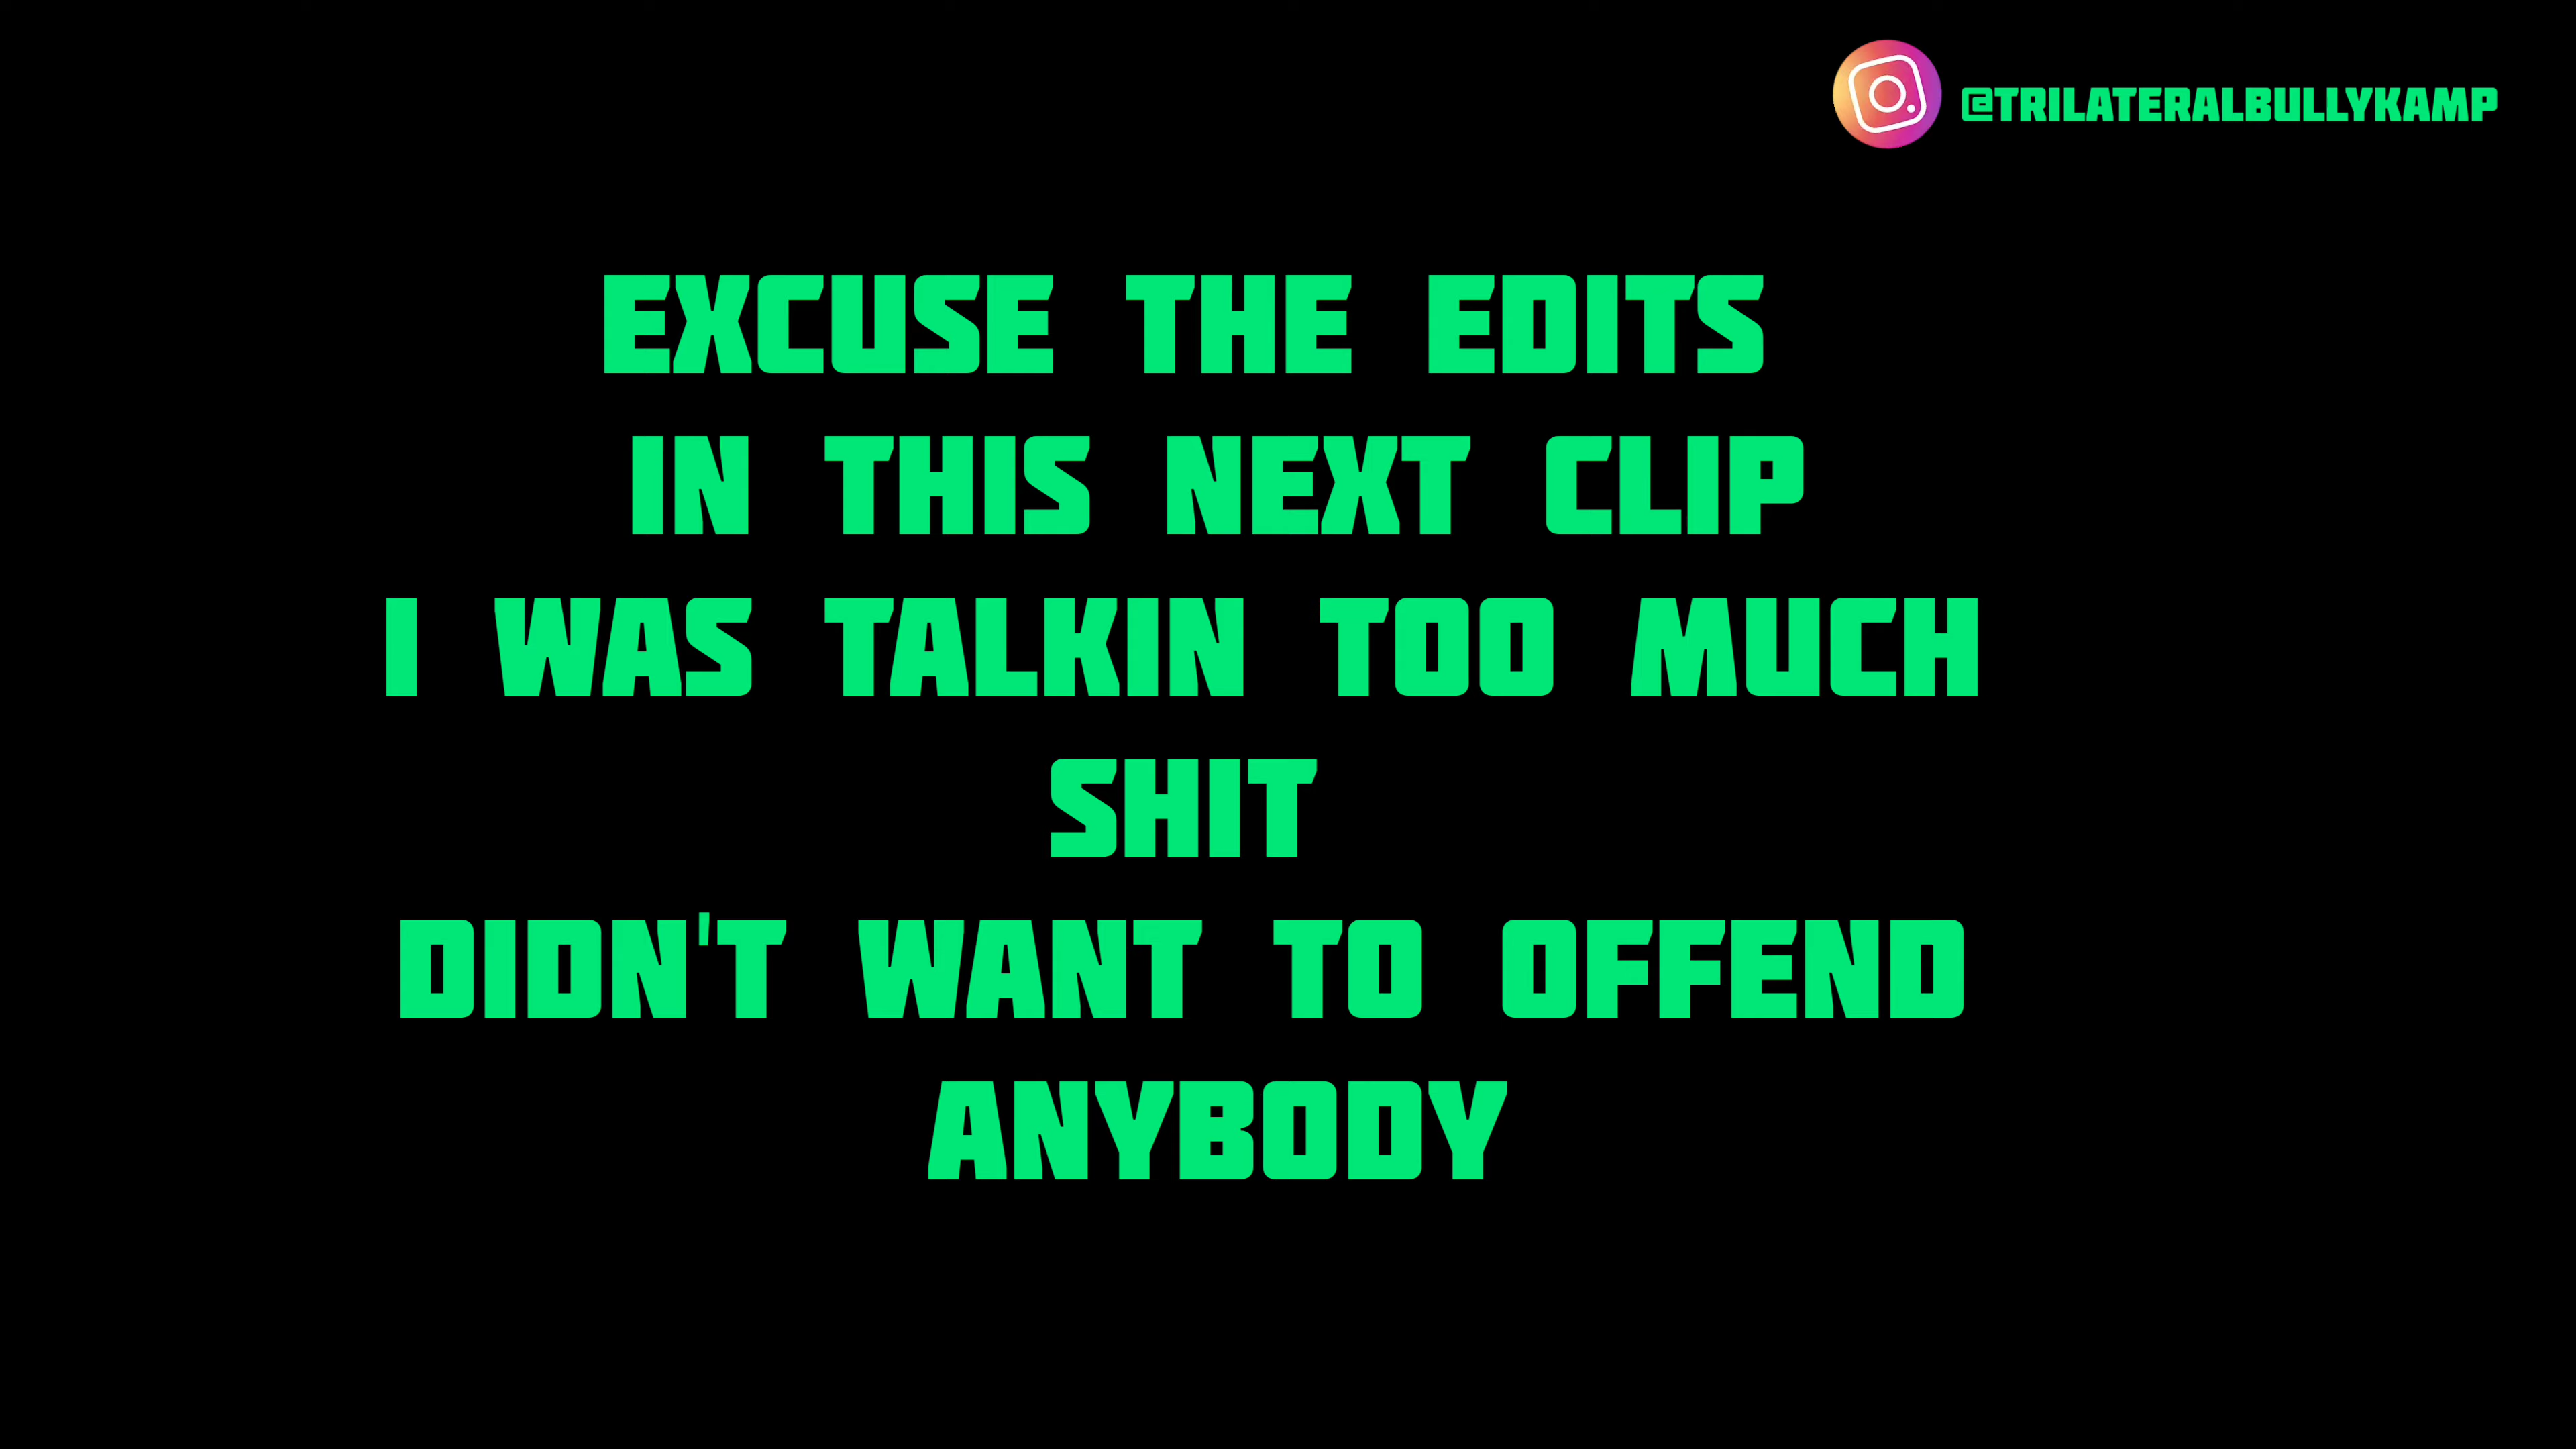 @TRILATERALBULLYKAMP
EXCUSE THE EDITS
IN THIS NEXT CLIP
I WAS TALKIN TOO MUCH
SHIT
DIDN'T WANT TO OFFEND
ANYBODY